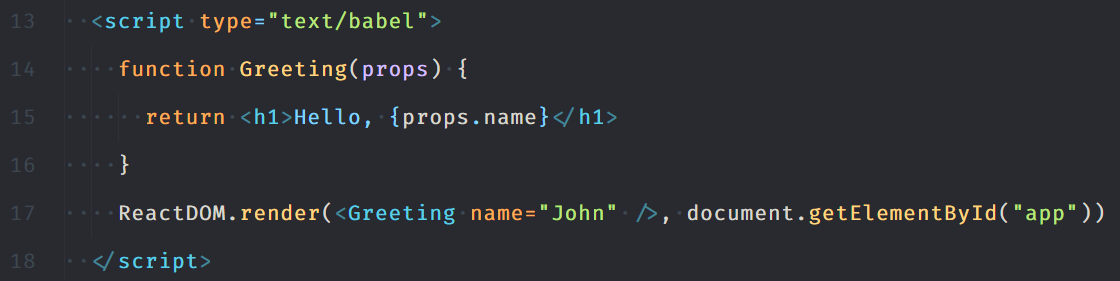 13 <script type="text/babel">
14 function Greeting(props) {
15 return <h1>Hello, {props.name}</h1>
16 }
17 ReactDOM.render(<Greeting name="John" />, document.getElementById("app"))
18 </script>